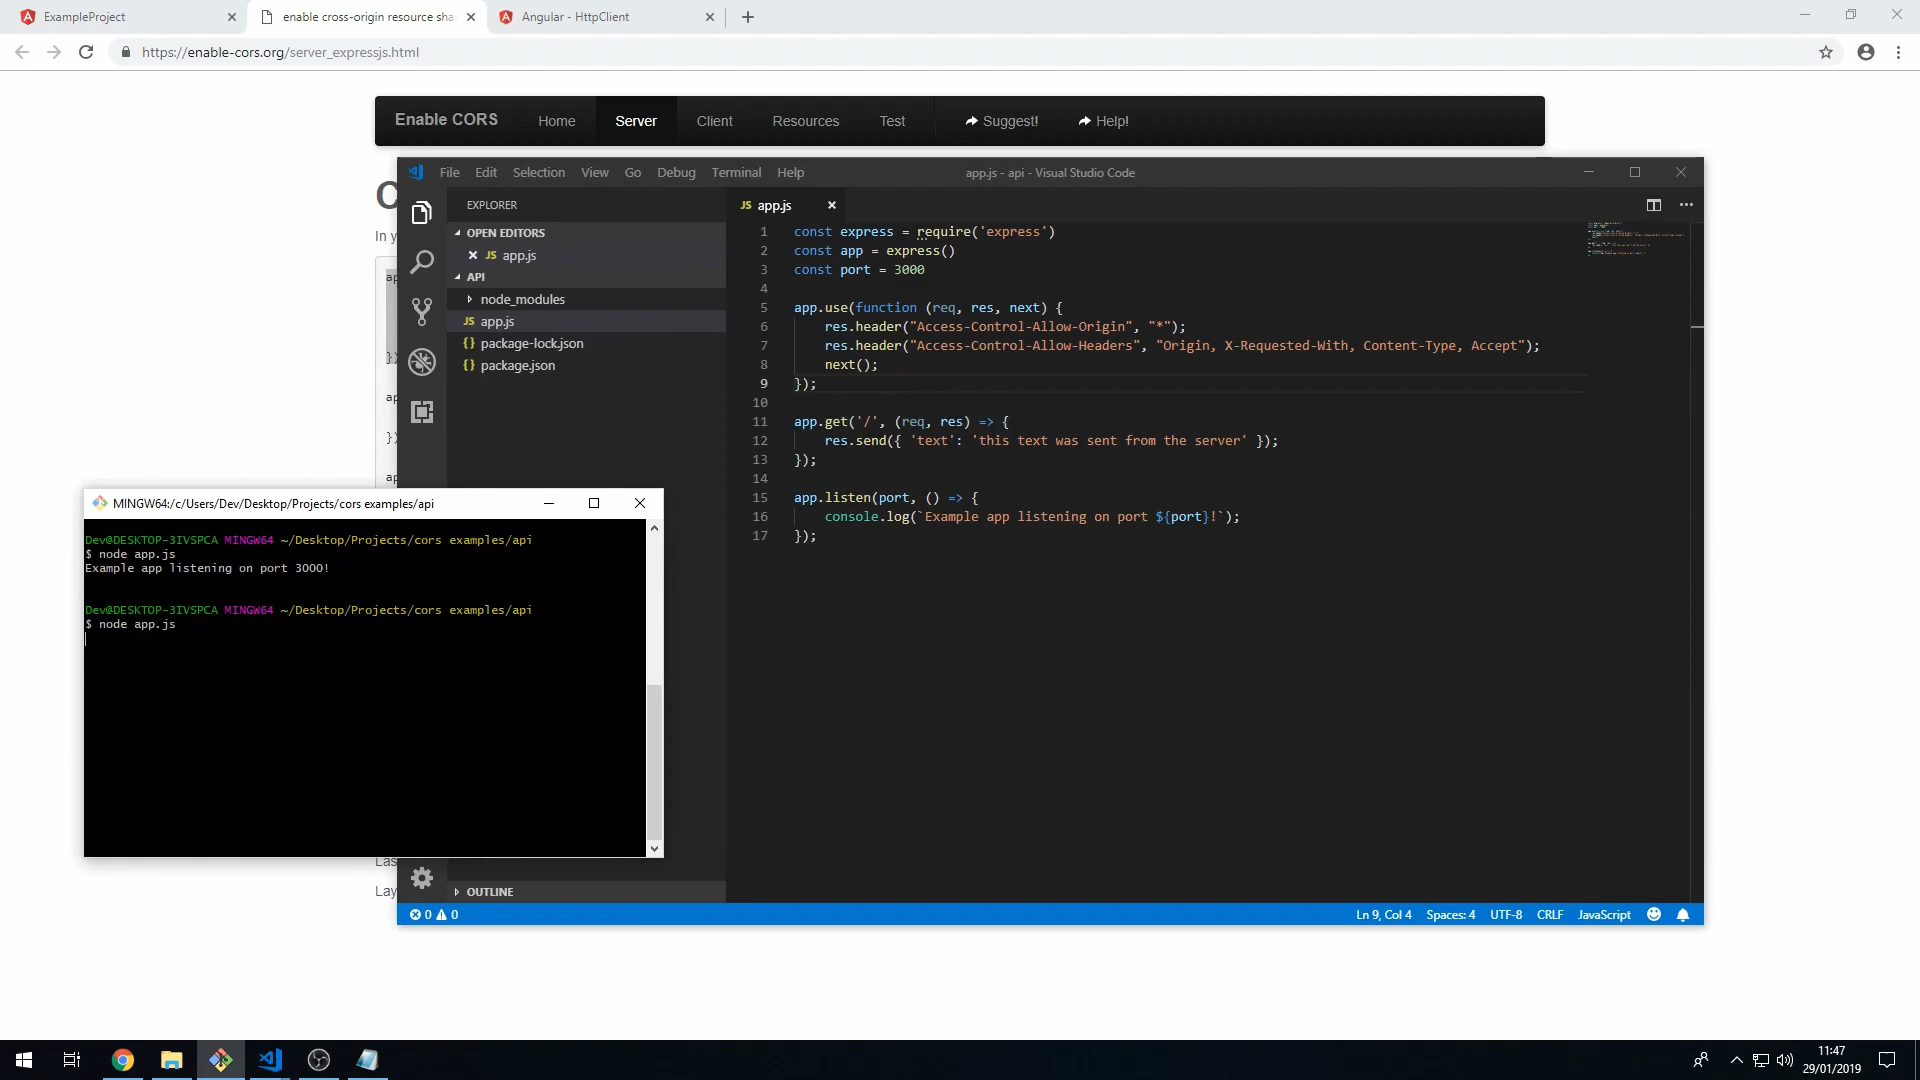 ExampleProject
enable cross-origin resource sha
Angular - HttpClient
https://enable-cors.org/server_expressjs.html
Enable CORS
Home
Server
Client
Resources
Test
Suggest!
Help!
C
In y
ap
})
ap
})
ap
Las
Lay
File Edit Selection View Go Debug Terminal Help
app.js - api - Visual Studio Code
EXPLORER
OPEN EDITORS
JS app.js
API
node_modules
JS app.js
{} package-lock.json
{} package.json
OUTLINE
JS app.js
1 const express = require('express')
2 const app = express()
3 const port = 3000
4
5 app.use(function (req, res, next) {
6 res.header("Access-Control-Allow-Origin", "*");
7 res.header("Access-Control-Allow-Headers", "Origin, X-Requested-With, Content-Type, Accept");
8 next();
9 });
10
11 app.get('/', (req, res) => {
12 res.send({ 'text': 'this text was sent from the server' });
13 });
14
15 app.listen(port, () => {
16 console.log(`Example app listening on port ${port}!`);
17 });
MINGW64:/c/Users/Dev/Desktop/Projects/cors examples/api
Dev@DESKTOP-3IVSPCA MINGW64 ~/Desktop/Projects/cors examples/api
$ node app.js
Example app listening on port 3000!
Dev@DESKTOP-3IVSPCA MINGW64 ~/Desktop/Projects/cors examples/api
$ node app.js
0 0
Ln 9, Col 4 Spaces: 4 UTF-8 CRLF JavaScript
11:47
29/01/2019